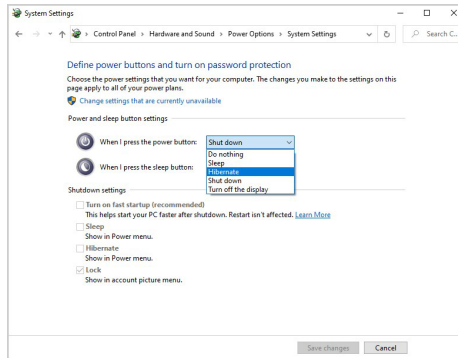 System Settings
Control Panel > Hardware and Sound > Power Options > System Settings
Search C...
Define power buttons and turn on password protection
Choose the power settings that you want for your computer. The changes you make to the settings on this
page apply to all of your power plans.
Change settings that are currently unavailable
Power and sleep button settings
When I press the power button: Shut down
Do nothing
Sleep
Hibernate
Shut down
Turn off the display
When I press the sleep button:
Shutdown settings
Turn on fast startup (recommended)
This helps start your PC faster after shutdown. Restart isn't affected. Learn More
Sleep
Show in Power menu.
Hibernate
Show in Power menu.
Lock
Show in account picture menu.
Save changes Cancel